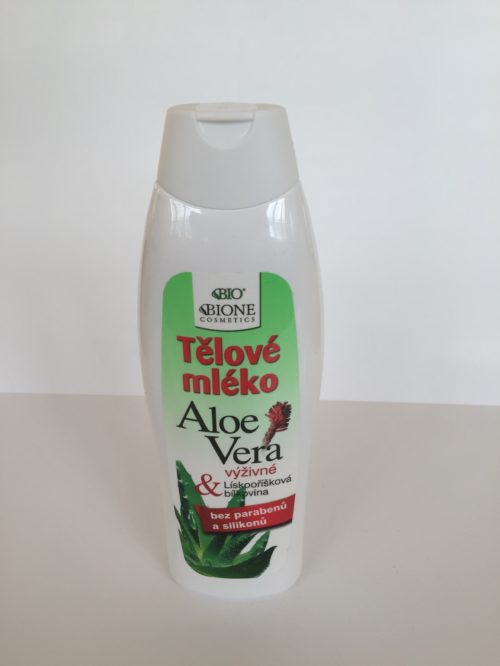 BIO®
BIONE
COSMETICS
Tělové
mléko
Aloe
Vera
výživné
& Lískooříšková
bílkovina
bez parabenů
a silikonů